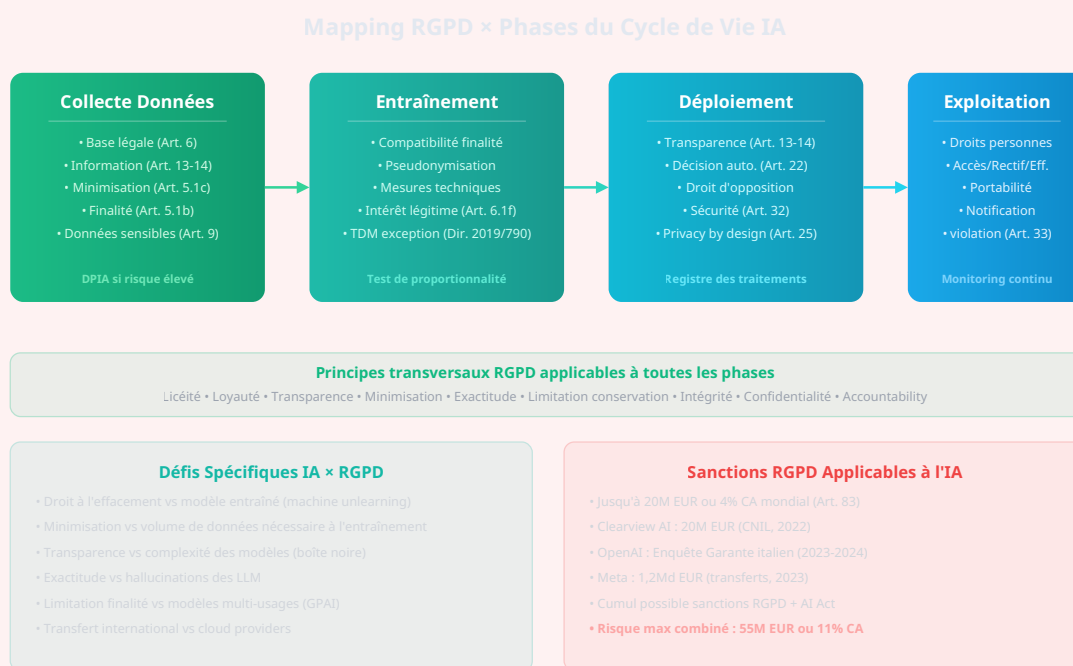 Mapping RGPD × Phases du Cycle de Vie IA
Collecte Données
• Base légale (Art. 6)
• Information (Art. 13-14)
• Minimisation (Art. 5.1c)
• Finalité (Art. 5.1b)
• Données sensibles (Art. 9)
DPIA si risque élevé
Entraînement
• Compatibilité finalité
• Pseudonymisation
• Mesures techniques
• Intérêt légitime (Art. 6.1f)
• TDM exception (Dir. 2019/790)
Test de proportionnalité
Déploiement
• Transparence (Art. 13-14)
• Décision auto. (Art. 22)
• Droit d'opposition
• Sécurité (Art. 32)
• Privacy by design (Art. 25)
Registre des traitements
Exploitation
• Droits personnes
• Accès/Rectif/Eff.
• Portabilité
• Notification
• violation (Art. 33)
Monitoring continu
Principes transversaux RGPD applicables à toutes les phases
Licéité • Loyauté • Transparence • Minimisation • Exactitude • Limitation conservation • Intégrité • Confidentialité • Accountability
Défis Spécifiques IA × RGPD
• Droit à l'effacement vs modèle entraîné (machine unlearning)
• Minimisation vs volume de données nécessaire à l'entraînement
• Transparence vs complexité des modèles (boîte noire)
• Exactitude vs hallucinations des LLM
• Limitation finalité vs modèles multi-usages (GPAI)
• Transfert international vs cloud providers
Sanctions RGPD Applicables à l'IA
• Jusqu'à 20M EUR ou 4% CA mondial (Art. 83)
• Clearview AI : 20M EUR (CNIL, 2022)
• OpenAI : Enquête Garante italien (2023-2024)
• Meta : 1,2Md EUR (transferts, 2023)
• Cumul possible sanctions RGPD + AI Act
• Risque max combiné : 55M EUR ou 11% CA